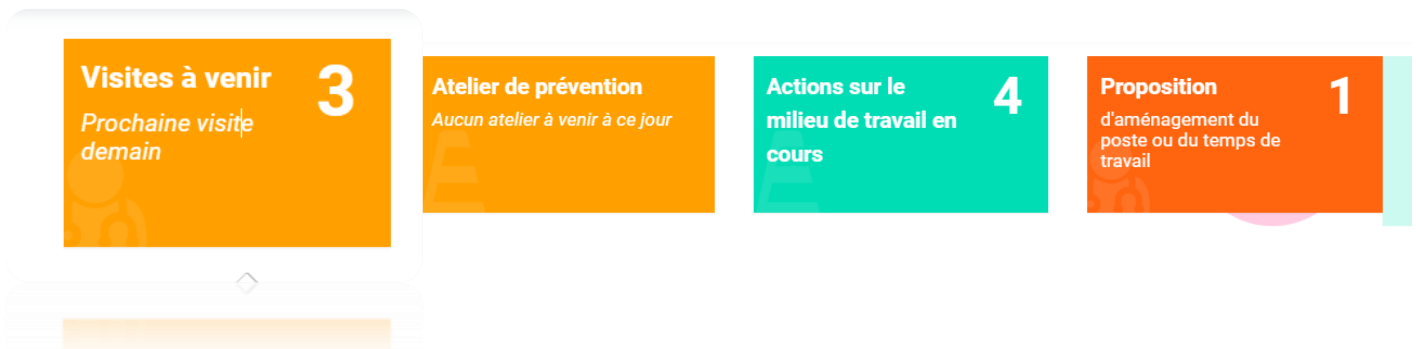 Visites à venir
3
Prochaine visite
demain
Atelier de prévention
Aucun atelier à venir à ce jour
Actions sur le
milieu de travail en
cours
4
Proposition
1
d'aménagement du
poste ou du temps de
travail